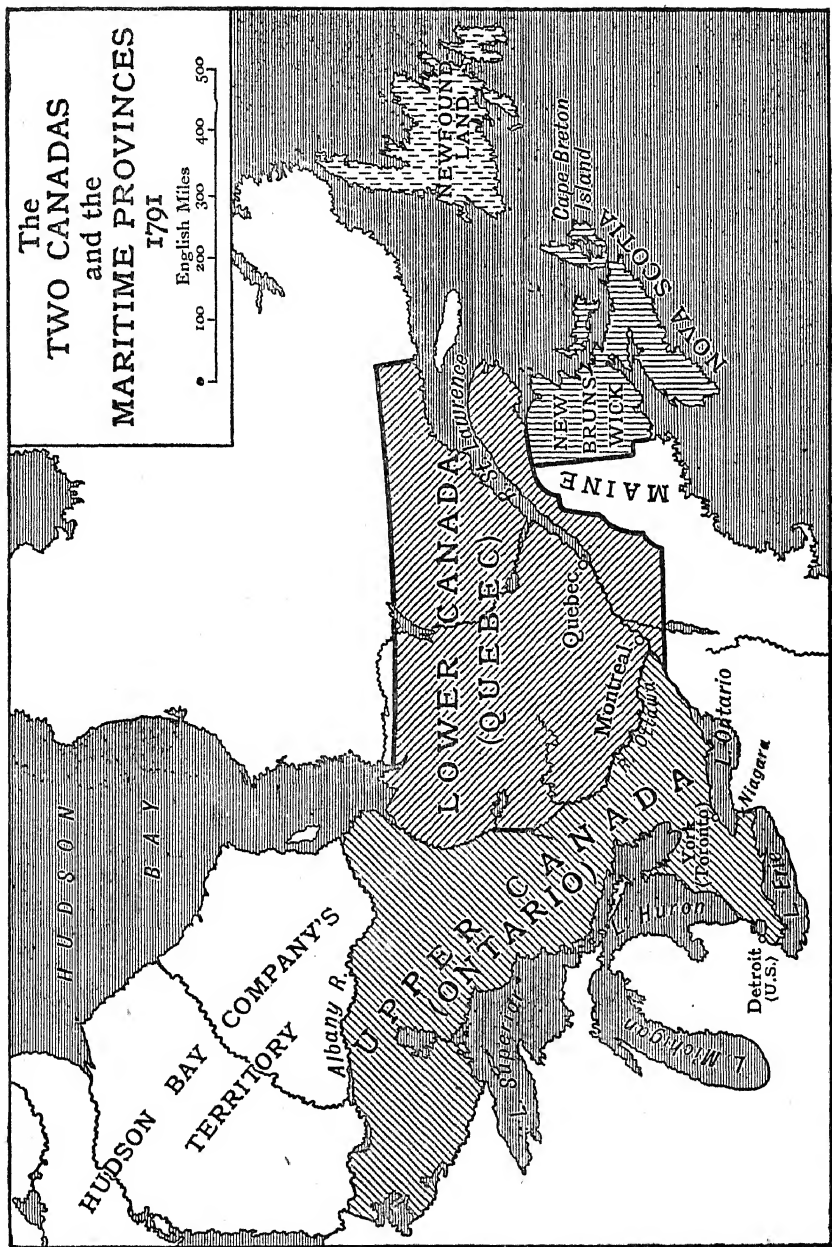 The
TWO CANADAS
and the
MARITIME PROVINCES
1791
English Miles
0 100 200 300 400 500
HUDSON
BAY
HUDSON BAY COMPANY'S
TERRITORY
Albany R.
UPPER CANADA
(ONTARIO)
LOWER CANADA
(QUEBEC)
R. St. Lawrence
NEWFOUND
LAND
Cape Breton
Island
NOVA SCOTIA
NEW
BRUNS
WICK
MAINE
Quebec
Montreal
R. Ottawa
L. Ontario
Niagara
York
(Toronto)
L. Erie
L. Huron
Detroit
(U.S.)
L. Michigan
L. Superior